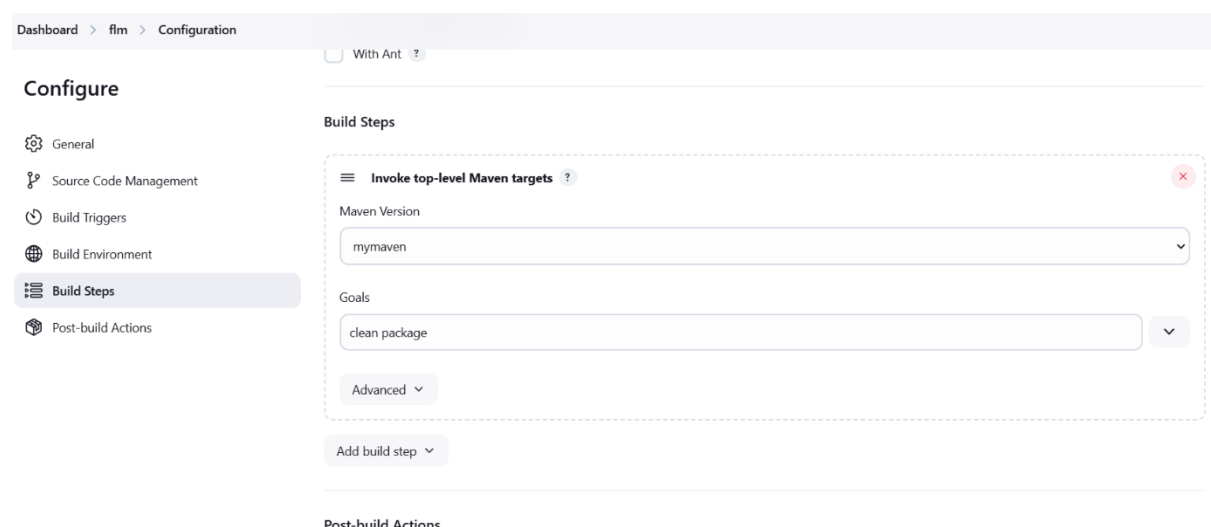 Dashboard > flm > Configuration
With Ant ?
Configure
General
Source Code Management
Build Triggers
Build Environment
Build Steps
Post-build Actions
Build Steps
Invoke top-level Maven targets ?
Maven Version
mymaven
Goals
clean package
Advanced
Add build step
Post-build Actions